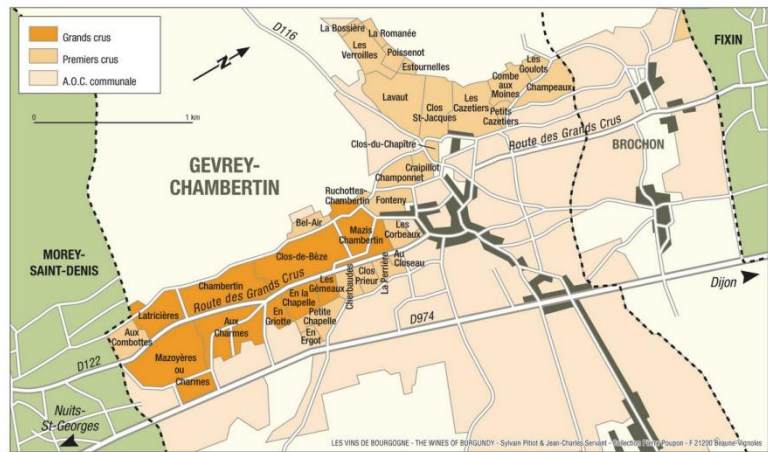 Grands crus
Premiers crus
A.O.C. communale
0
1 km
D116
N
La Bossière
La Romanée
Les
Verroilles
Poissenot
Estournelles
Lavaut
Clos
St-Jacques
Les
Cazetiers
Combe
aux
Moines
Petits
Cazetiers
Les
Goulots
Champeaux
FIXIN
Clos-du-Chapître
Route des Grands Crus
BROCHON
GEVREY-
CHAMBERTIN
Craipillot
Champonnet
Ruchottes-
Chambertin
Fonteny
Bel-Air
Mazis
Chambertin
Les
Corbeaux
MOREY-
SAINT-DENIS
Clos-de-Bèze
Au
Closeau
Chambertin
Route des Grands Crus
Les
Gémeaux
Cherbaudes
Clos
Prieur
La Perrière
Dijon
Latricières
En la
Chapelle
Aux
Combottes
Aux
Charmes
En
Griotte
Petite
Chapelle
En
Ergot
D974
D122
Mazoyères ou
Charmes
Nuits-
St-Georges
LES VINS DE BOURGOGNE - THE WINES OF BURGUNDY - Sylvain Pitiot & Jean-Charles Servant - Collection Pierre Poupon - F 21200 Beaune-Vignoles